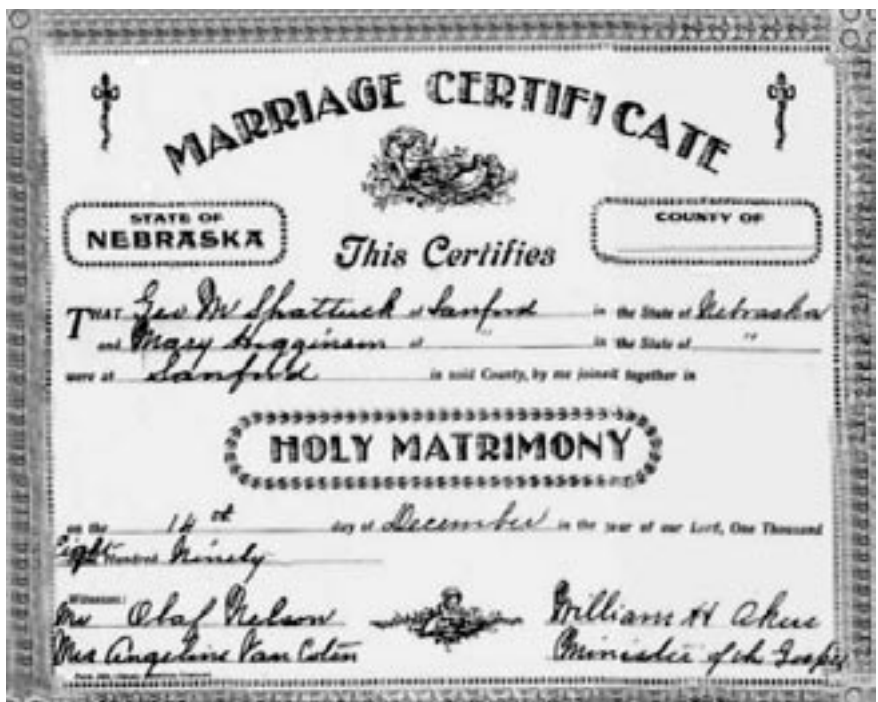 MARRIAGE CERTIFICATE
STATE OF
NEBRASKA
COUNTY OF
This Certifies
THAT Geo M Shattuck of Sanford in the State of Nebraska
and Mary Higginson of " in the State of "
were at Sanford in said County, by me joined together in
HOLY MATRIMONY
on the 14 day of December in the year of our Lord, One Thousand
Eight Hundred Ninety
Witnesses:
Mr Olaf Nelson
Mrs Angeline Van
William H
Minister of the Gospel